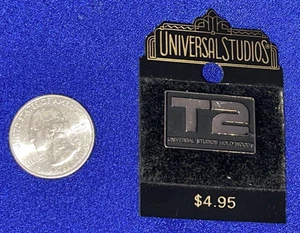 UNIVERSAL STUDIOS
T2
UNIVERSAL STUDIOS HOLLYWOOD
$4.95